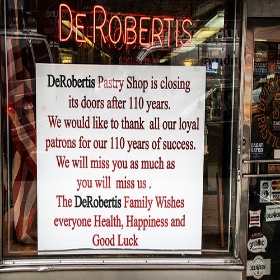 DE ROBERTIS
DeRobertis Pastry Shop is closing
its doors after 110 years.
We would like to thank all our loyal
patrons for our 110 years of success.
We will miss you as much as
you will miss us .
The DeRobertis Family Wishes
everyone Health, Happiness and
Good Luck